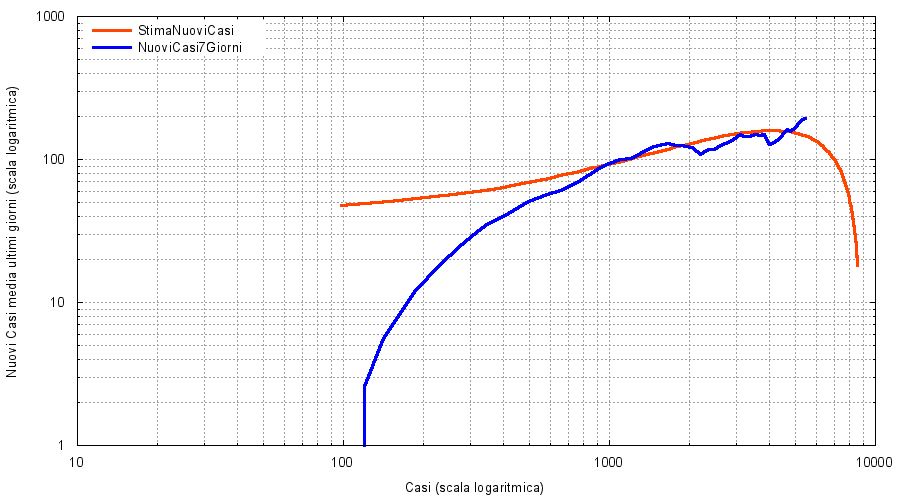 1000
StimaNuoviCasi
NuoviCasi7Giorni
100
10
1
10
100
1000
10000
Nuovi Casi media ultimi giorni (scala logaritmica)
Casi (scala logaritmica)